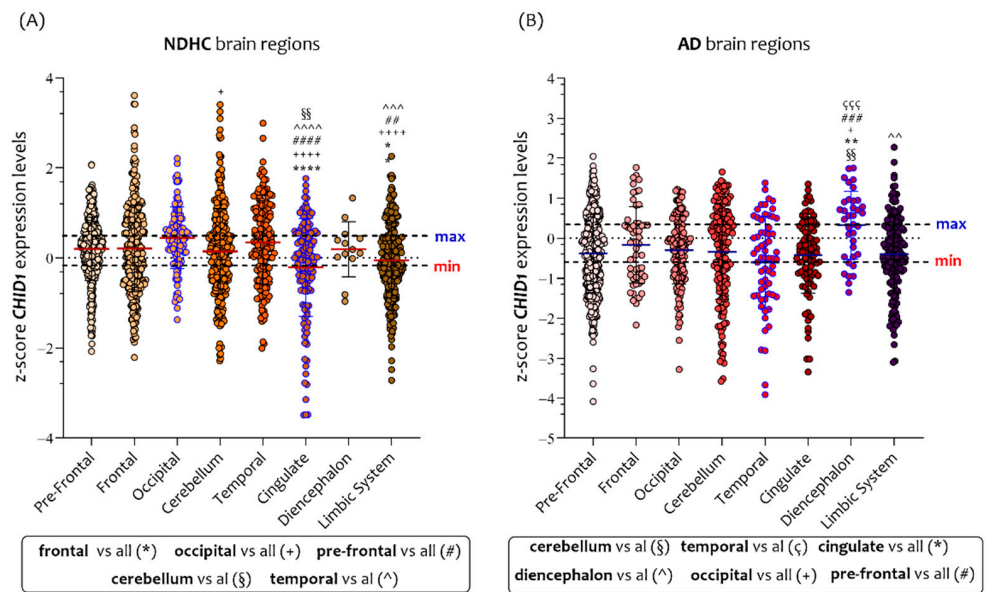 (A)
NDHC brain regions
z-score CHID1 expression levels
4
2
0
−2
−4
+
§§
^^^^
####
++++
****
^^^
##
++++
*
*
max
min
Pre-Frontal
Frontal
Occipital
Cerebellum
Temporal
Cingulate
Diencephalon
Limbic System
frontal vs all (*) occipital vs all (+) pre-frontal vs all (#)
cerebellum vs al (§) temporal vs al (^)
(B)
AD brain regions
z-score CHID1 expression levels
4
3
2
1
0
−1
−2
−3
−4
−5
ççç
###
+
**
§§
^^
max
min
Pre-Frontal
Frontal
Occipital
Cerebellum
Temporal
Cingulate
Diencephalon
Limbic System
cerebellum vs al (§) temporal vs al (ç) cingulate vs all (*)
diencephalon vs al (^) occipital vs all (+) pre-frontal vs all (#)